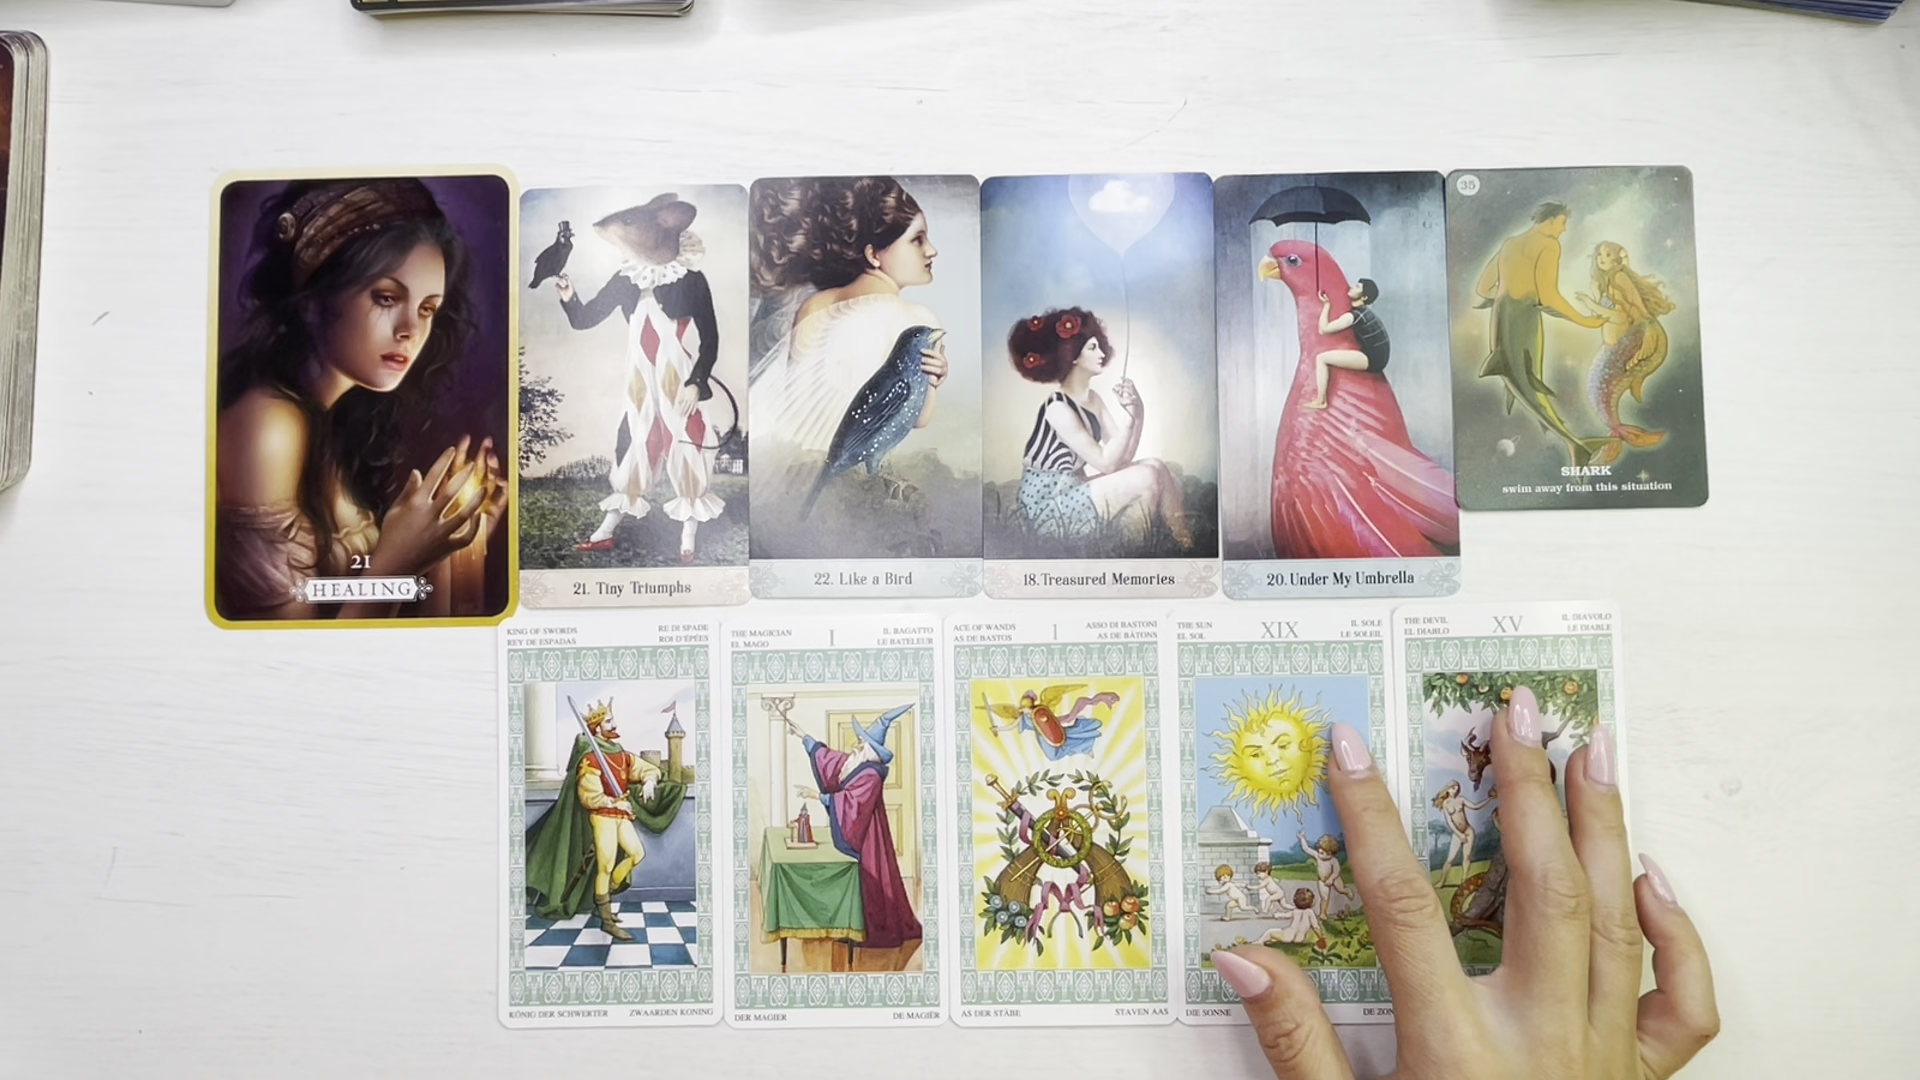 35
SHARK
swim away from this situation
21
HEALING
21. Tiny Triumphs
22. Like a Bird
18. Treasured Memories
20. Under My Umbrella
KING OF SWORDS
REY DE ESPADAS
RE DI SPADE
ROI D'ÉPÉES
KÖNIG DER SCHWERTER
ZWAARDEN KONING
THE MAGICIAN
EL MAGO
I
IL BAGATTO
LE BATELEUR
DER MAGIER
DE MAGIËR
ACE OF WANDS
AS DE BASTOS
I
ASSO DI BASTONI
AS DE BÂTONS
AS DER STÄBE
STAVEN AAS
THE SUN
EL SOL
XIX
IL SOLE
LE SOLEIL
DIE SONNE
DE ZON
THE DEVIL
EL DIABLO
XV
IL DIAVOLO
LE DIABLE